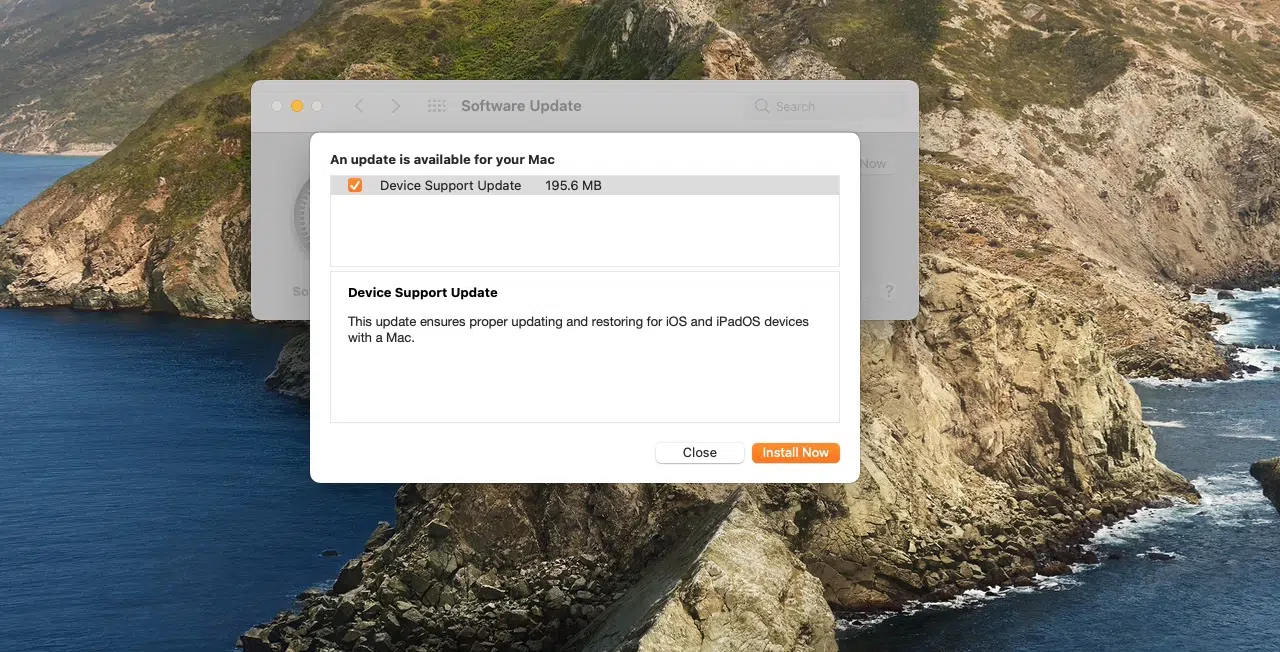 Software Update
Search
An update is available for your Mac
Now
Device Support Update 195.6 MB
So
?
Device Support Update
This update ensures proper updating and restoring for iOS and iPadOS devices
with a Mac.
Close
Install Now